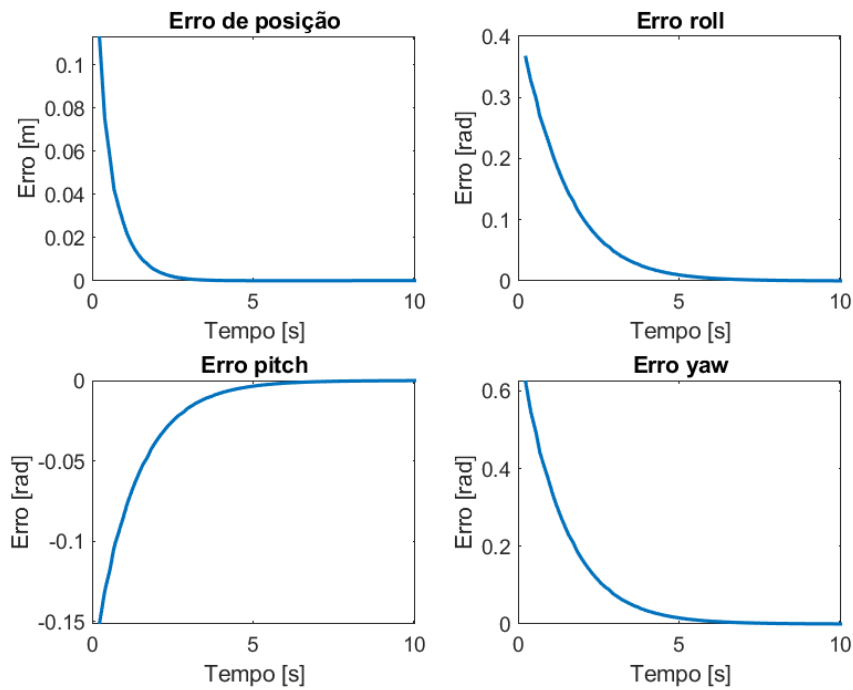 Erro de posição
Erro [m]
0.1
0.08
0.06
0.04
0.02
0
0
5
10
Tempo [s]
Erro roll
Erro [rad]
0.4
0.3
0.2
0.1
0
0
5
10
Tempo [s]
Erro pitch
Erro [rad]
0
-0.05
-0.1
-0.15
0
5
10
Tempo [s]
Erro yaw
Erro [rad]
0.6
0.4
0.2
0
0
5
10
Tempo [s]